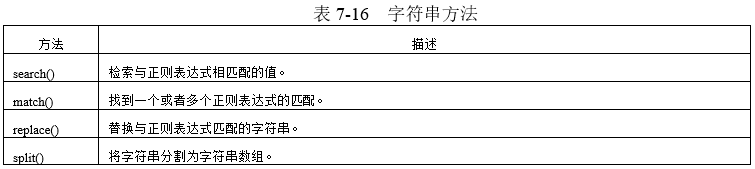 表 7-16 字符串方法
方法 描述
search() 检索与正则表达式相匹配的值。
match() 找到一个或者多个正则表达式的匹配。
replace() 替换与正则表达式匹配的字符串。
split() 将字符串分割为字符串数组。